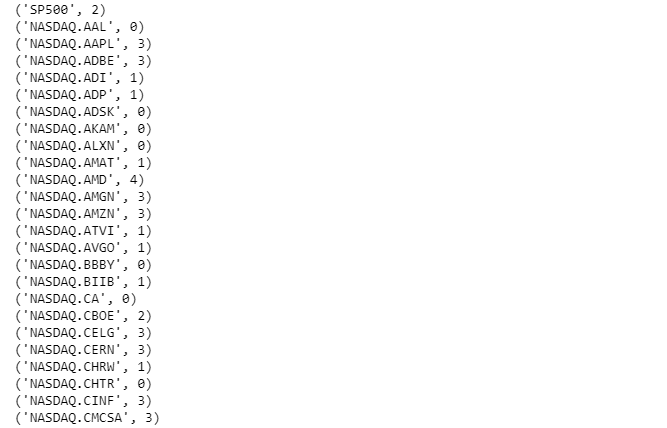 ('SP500', 2)
('NASDAQ.AAL', 0)
('NASDAQ.AAPL', 3)
('NASDAQ.ADBE', 3)
('NASDAQ.ADI', 1)
('NASDAQ.ADP', 1)
('NASDAQ.ADSK', 0)
('NASDAQ.AKAM', 0)
('NASDAQ.ALXN', 0)
('NASDAQ.AMAT', 1)
('NASDAQ.AMD', 4)
('NASDAQ.AMGN', 3)
('NASDAQ.AMZN', 3)
('NASDAQ.ATVI', 1)
('NASDAQ.AVGO', 1)
('NASDAQ.BBBY', 0)
('NASDAQ.BIIB', 1)
('NASDAQ.CA', 0)
('NASDAQ.CBOE', 2)
('NASDAQ.CELG', 3)
('NASDAQ.CERN', 3)
('NASDAQ.CHRW', 1)
('NASDAQ.CHTR', 0)
('NASDAQ.CINF', 3)
('NASDAQ.CMCSA', 3)